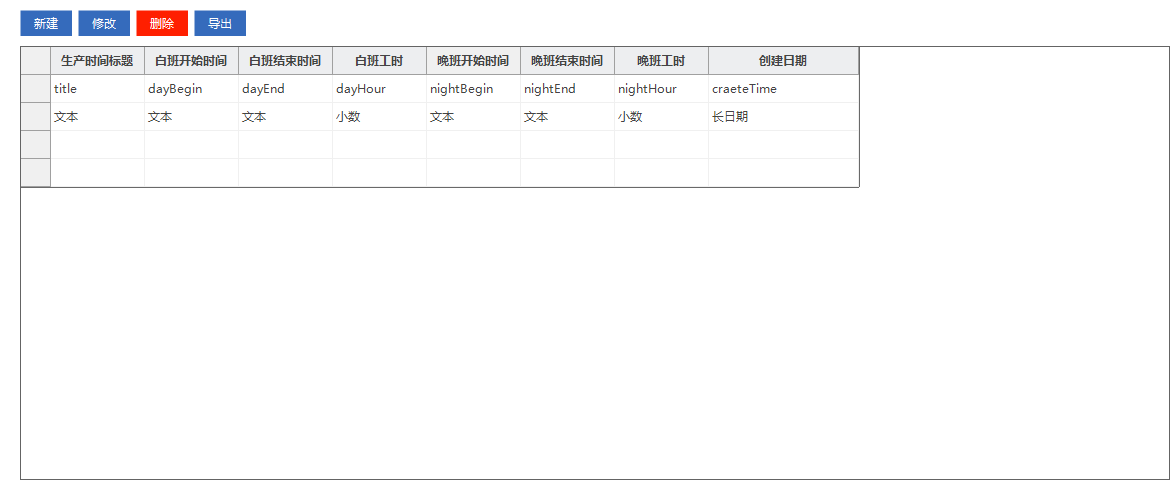 新建 修改 删除 导出
生产时间标题 白班开始时间 白班结束时间 白班工时 晚班开始时间 晚班结束时间 晚班工时 创建日期
title dayBegin dayEnd dayHour nightBegin nightEnd nightHour craeteTime
文本 文本 文本 小数 文本 文本 小数 长日期